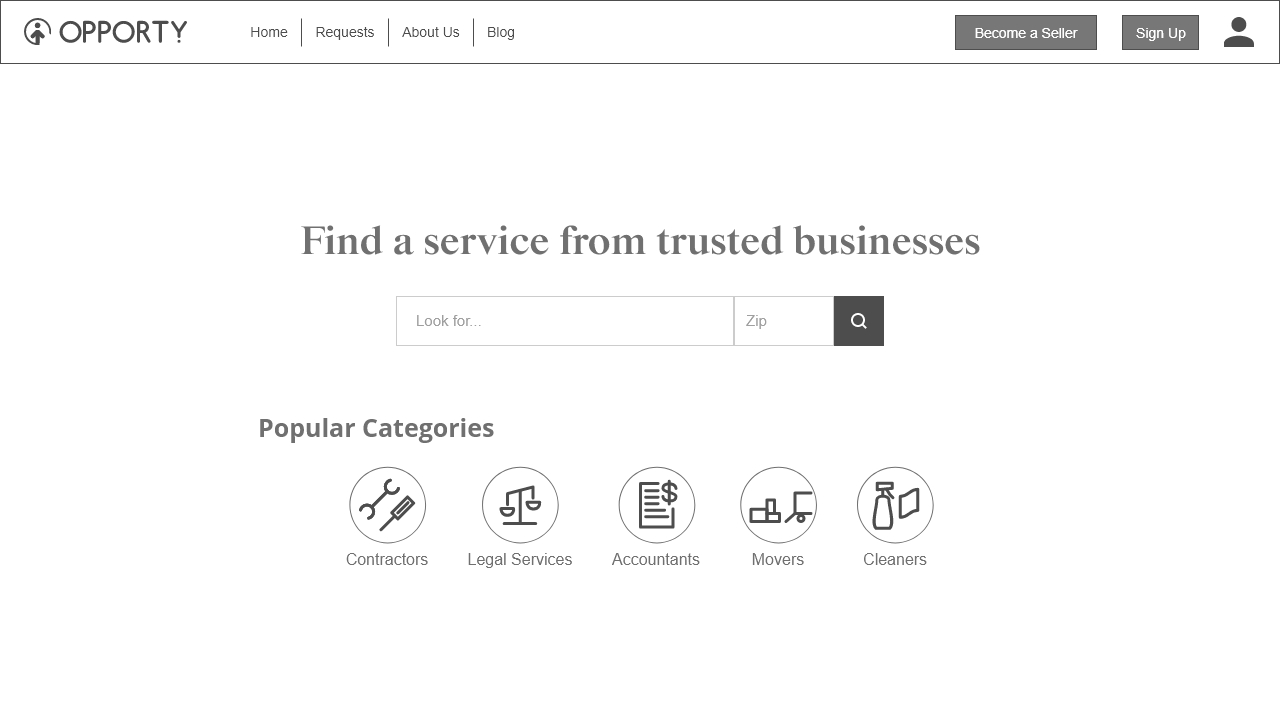 OPPORTY
Home
Requests
About Us
Blog
Become a Seller
Sign Up
Find a service from trusted businesses
Look for...
Zip
Popular Categories
Contractors
Legal Services
Accountants
Movers
Cleaners